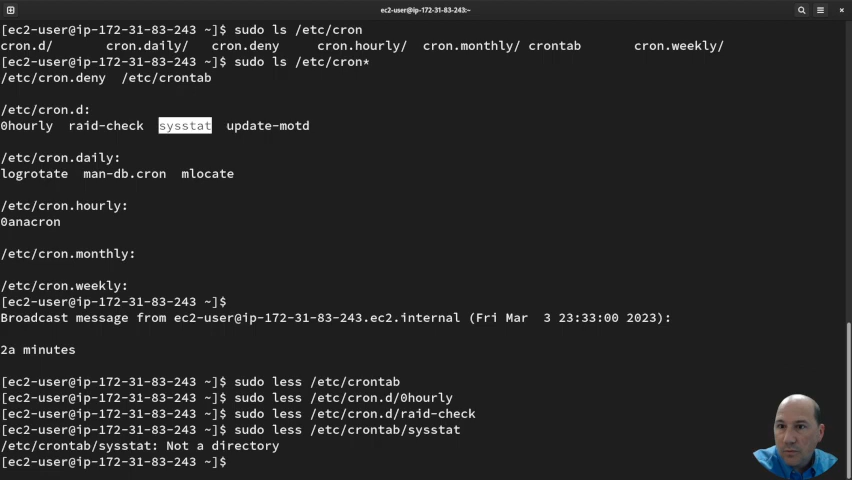 ec2-user@ip-172-31-83-243:~
[ec2-user@ip-172-31-83-243 ~]$ sudo ls /etc/cron
cron.d/ cron.daily/ cron.deny cron.hourly/ cron.monthly/ crontab cron.weekly/
[ec2-user@ip-172-31-83-243 ~]$ sudo ls /etc/cron*
/etc/cron.deny /etc/crontab
/etc/cron.d:
0hourly raid-check sysstat update-motd
/etc/cron.daily:
logrotate man-db.cron mlocate
/etc/cron.hourly:
0anacron
/etc/cron.monthly:
/etc/cron.weekly:
[ec2-user@ip-172-31-83-243 ~]$
Broadcast message from ec2-user@ip-172-31-83-243.ec2.internal (Fri Mar 3 23:33:00 2023):
2a minutes
[ec2-user@ip-172-31-83-243 ~]$ sudo less /etc/crontab
[ec2-user@ip-172-31-83-243 ~]$ sudo less /etc/cron.d/0hourly
[ec2-user@ip-172-31-83-243 ~]$ sudo less /etc/cron.d/raid-check
[ec2-user@ip-172-31-83-243 ~]$ sudo less /etc/crontab/sysstat
/etc/crontab/sysstat: Not a directory
[ec2-user@ip-172-31-83-243 ~]$